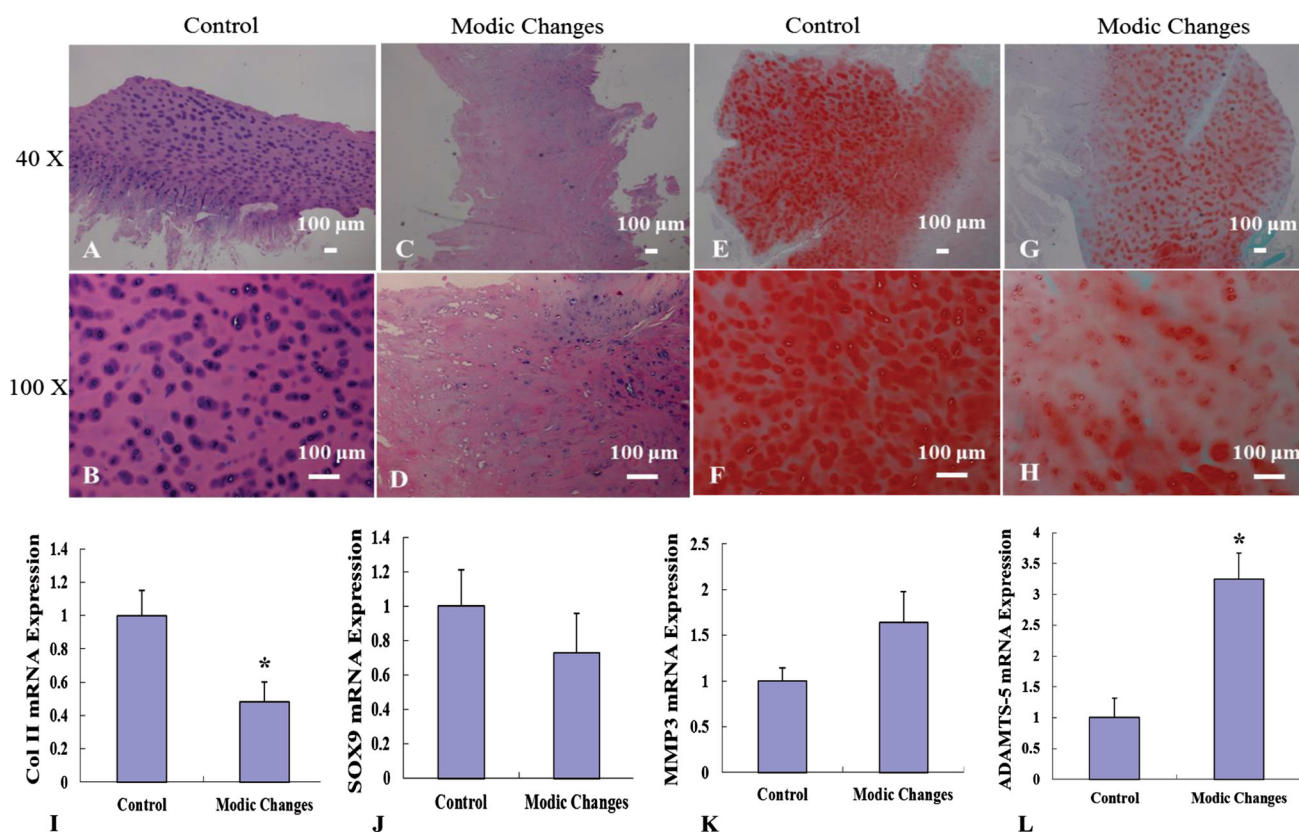 Control
Modic Changes
Control
Modic Changes
40 X
100 µm
A
100 µm
C
100 µm
E
100 µm
G
100 X
100 µm
B
100 µm
D
100 µm
F
100 µm
H
Col II mRNA Expression
1.4
1.2
1
0.8
0.6
0.4
0.2
0
*
Control
Modic Changes
I
SOX9 mRNA Expression
1.4
1.2
1
0.8
0.6
0.4
0.2
0
Control
Modic Changes
J
MMP3 mRNA Expression
2.5
2
1.5
1
0.5
0
Control
Modic Changes
K
ADAMTS-5 mRNA Expression
4
3.5
3
2.5
2
1.5
1
0.5
0
*
Control
Modic Changes
L